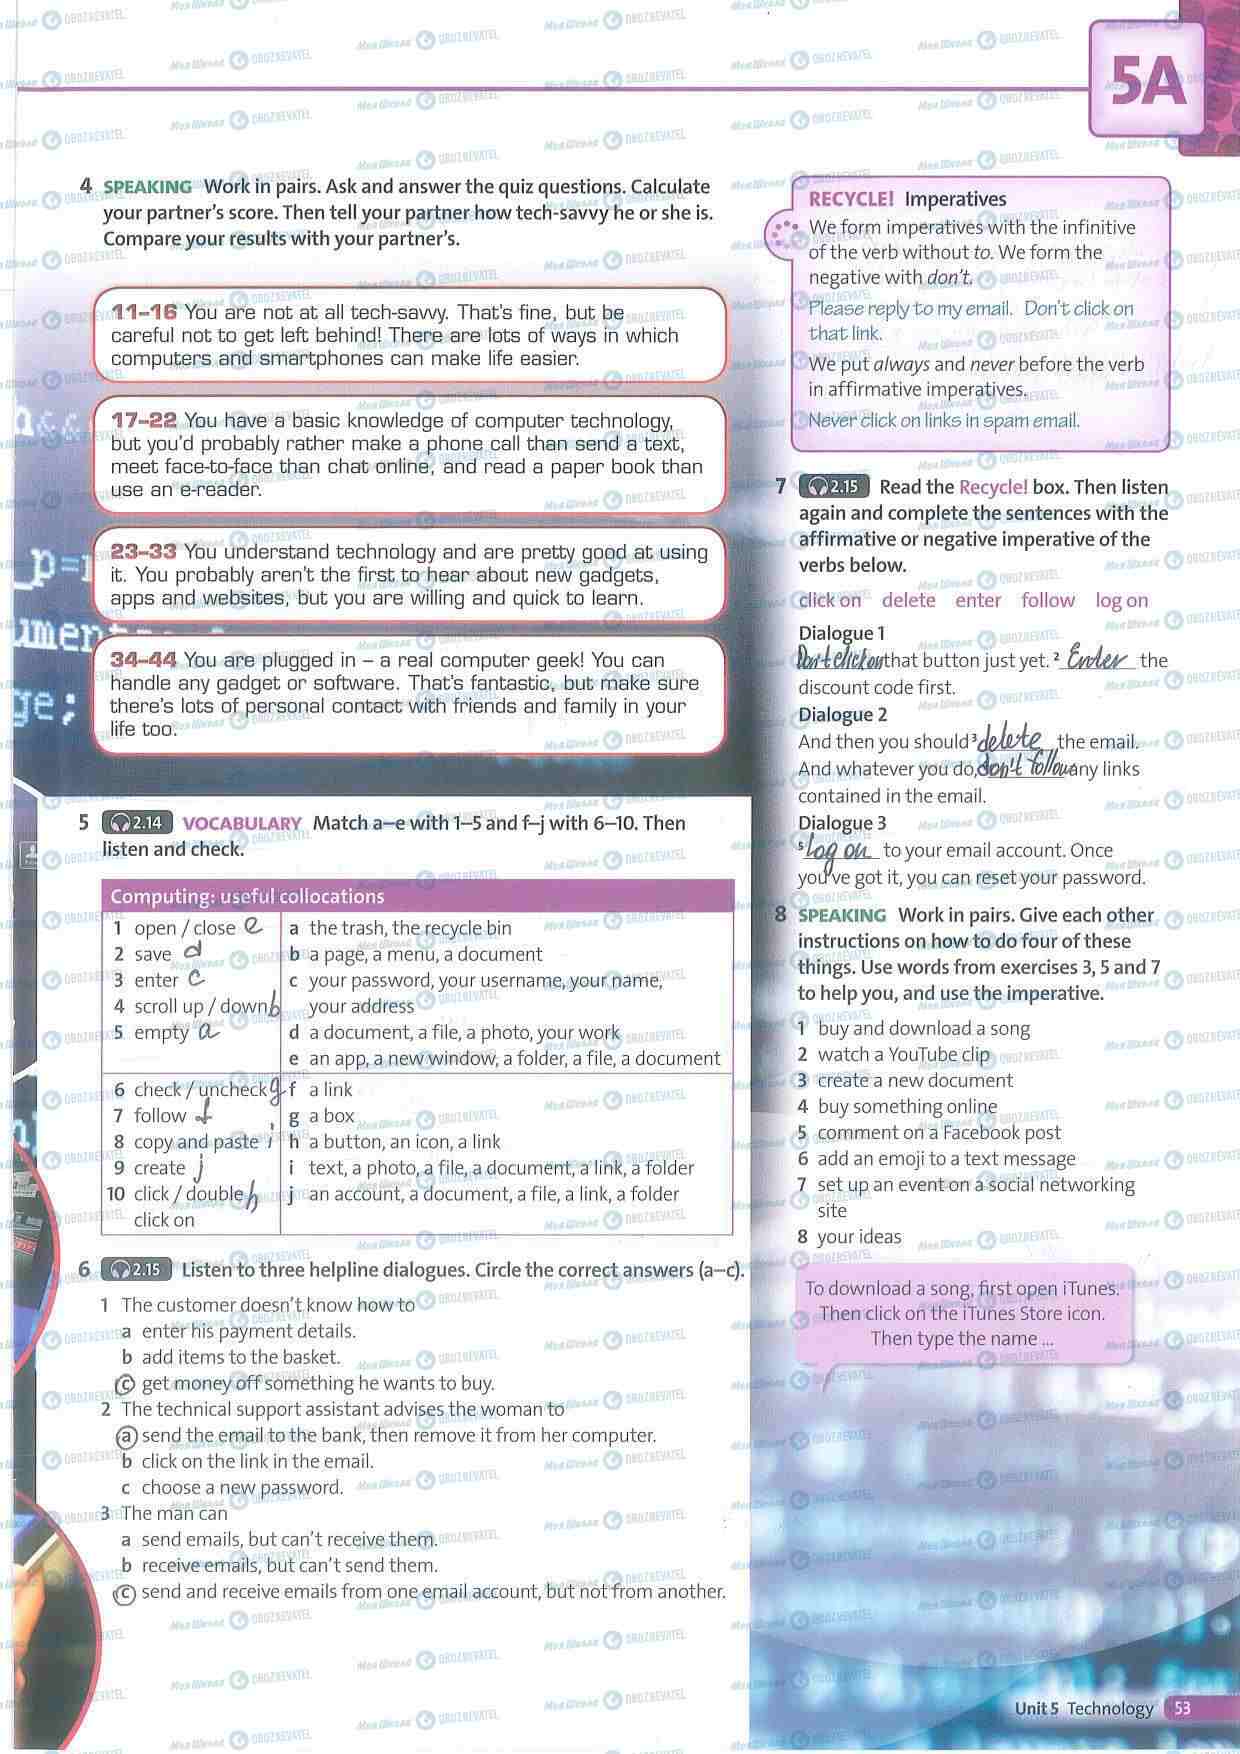 5A
4 SPEAKING Work in pairs. Ask and answer the quiz questions. Calculate
your partner's score. Then tell your partner how tech-savvy he or she is.
Compare your results with your partner's.
11–16 You are not at all tech-savvy. That's fine, but be
careful not to get left behind! There are lots of ways in which
computers and smartphones can make life easier.
17–22 You have a basic knowledge of computer technology,
but you'd probably rather make a phone call than send a text,
meet face-to-face than chat online, and read a paper book than
use an e-reader.
23–33 You understand technology and are pretty good at using
it. You probably aren't the first to hear about new gadgets,
apps and websites, but you are willing and quick to learn.
34–44 You are plugged in – a real computer geek! You can
handle any gadget or software. That's fantastic, but make sure
there's lots of personal contact with friends and family in your
life too.
5 2.14 VOCABULARY Match a–e with 1–5 and f–j with 6–10. Then
listen and check.
Computing: useful collocations
1 open / close e
2 save d
3 enter c
4 scroll up / down b
5 empty a
a the trash, the recycle bin
b a page, a menu, a document
c your password, your username, your name,
your address
d a document, a file, a photo, your work
e an app, a new window, a folder, a file, a document
6 check / uncheck g
7 follow f
8 copy and paste i
9 create j
10 click / double h
click on
f a link
g a box
h a button, an icon, a link
i text, a photo, a file, a document, a link, a folder
j an account, a document, a file, a link, a folder
6 2.15 Listen to three helpline dialogues. Circle the correct answers (a–c).
1 The customer doesn't know how to
a enter his payment details.
b add items to the basket.
c get money off something he wants to buy.
2 The technical support assistant advises the woman to
a send the email to the bank, then remove it from her computer.
b click on the link in the email.
c choose a new password.
3 The man can
a send emails, but can't receive them.
b receive emails, but can't send them.
c send and receive emails from one email account, but not from another.
RECYCLE! Imperatives
We form imperatives with the infinitive
of the verb without to. We form the
negative with don't.
Please reply to my email. Don't click on
that link.
We put always and never before the verb
in affirmative imperatives.
Never click on links in spam email.
7 2.15 Read the Recycle! box. Then listen
again and complete the sentences with the
affirmative or negative imperative of the
verbs below.
click on delete enter follow log on
Dialogue 1
Don't click on that button just yet. 2 Enter the
discount code first.
Dialogue 2
And then you should 3 delete the email.
And whatever you do, don't follow any links
contained in the email.
Dialogue 3
5 log on to your email account. Once
you've got it, you can reset your password.
8 SPEAKING Work in pairs. Give each other
instructions on how to do four of these
things. Use words from exercises 3, 5 and 7
to help you, and use the imperative.
1 buy and download a song
2 watch a YouTube clip
3 create a new document
4 buy something online
5 comment on a Facebook post
6 add an emoji to a text message
7 set up an event on a social networking
site
8 your ideas
To download a song, first open iTunes.
Then click on the iTunes Store icon.
Then type the name ...
Unit 5 Technology 53